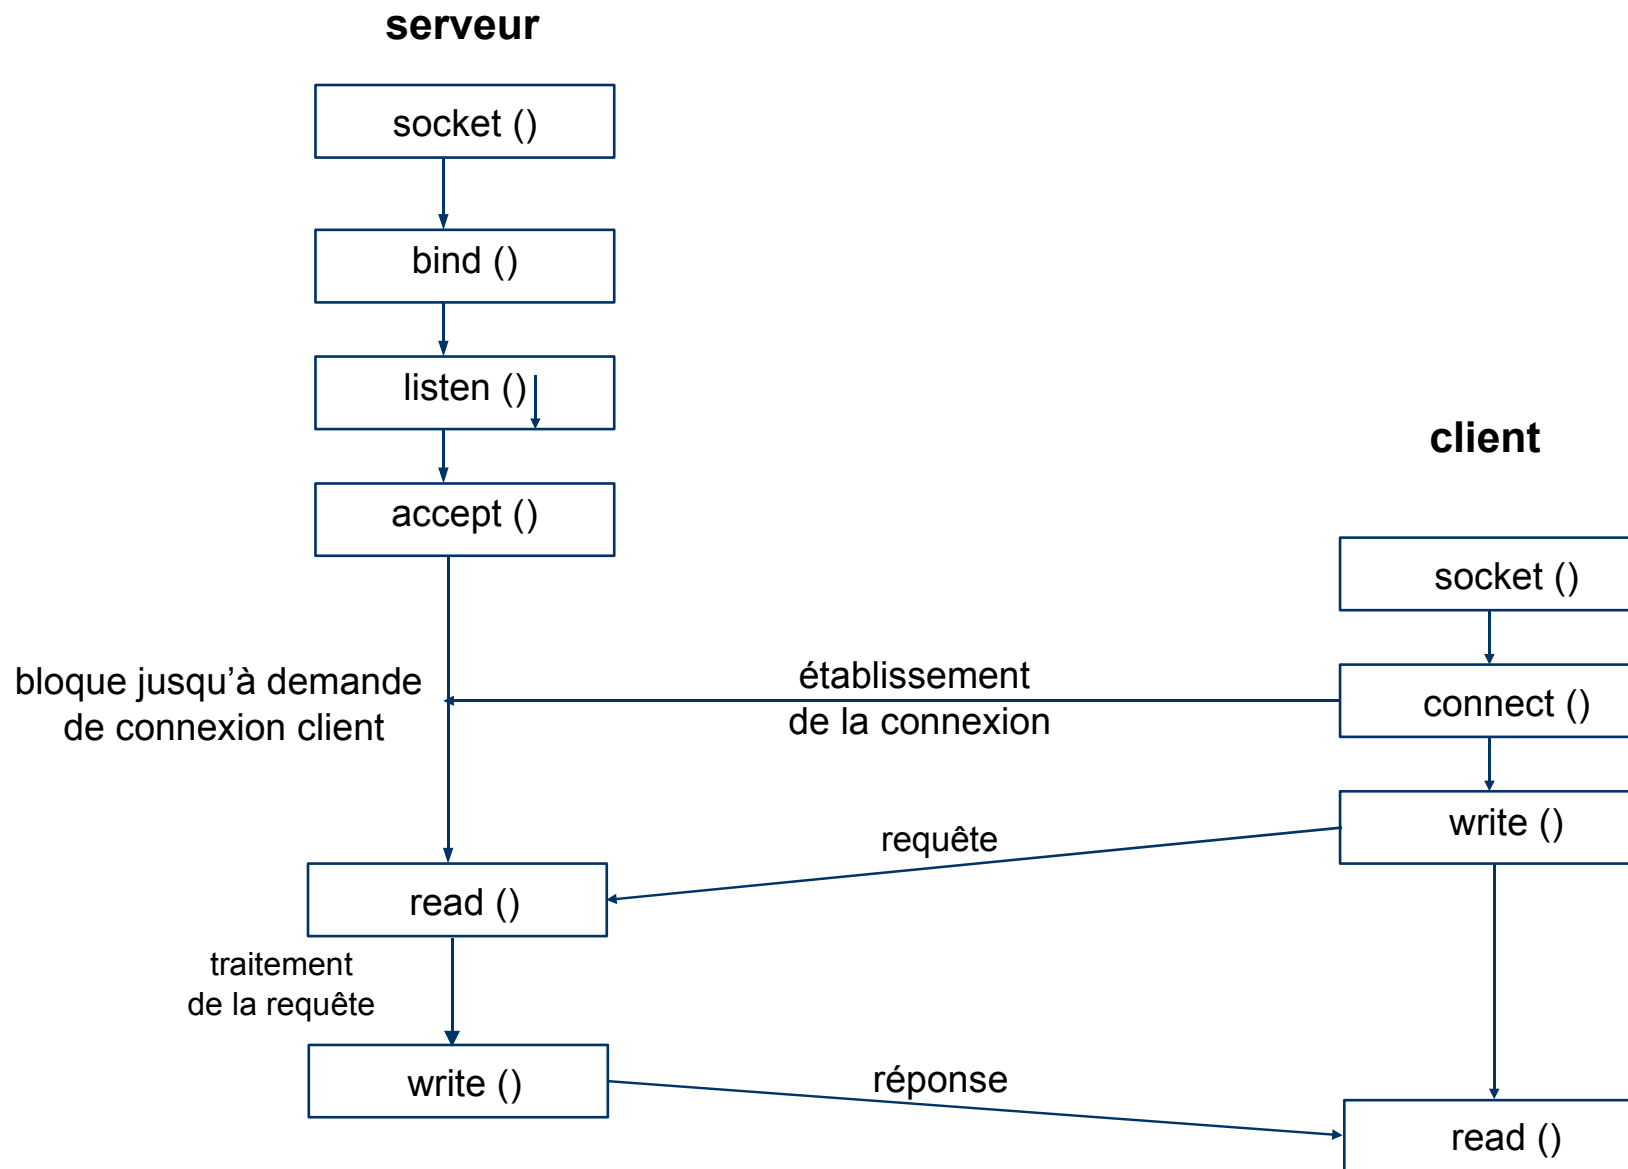 serveur
socket ()
bind ()
listen ()
accept ()
client
socket ()
bloque jusqu’à demande
de connexion client
établissement
de la connexion
connect ()
write ()
requête
read ()
traitement
de la requête
write ()
réponse
read ()